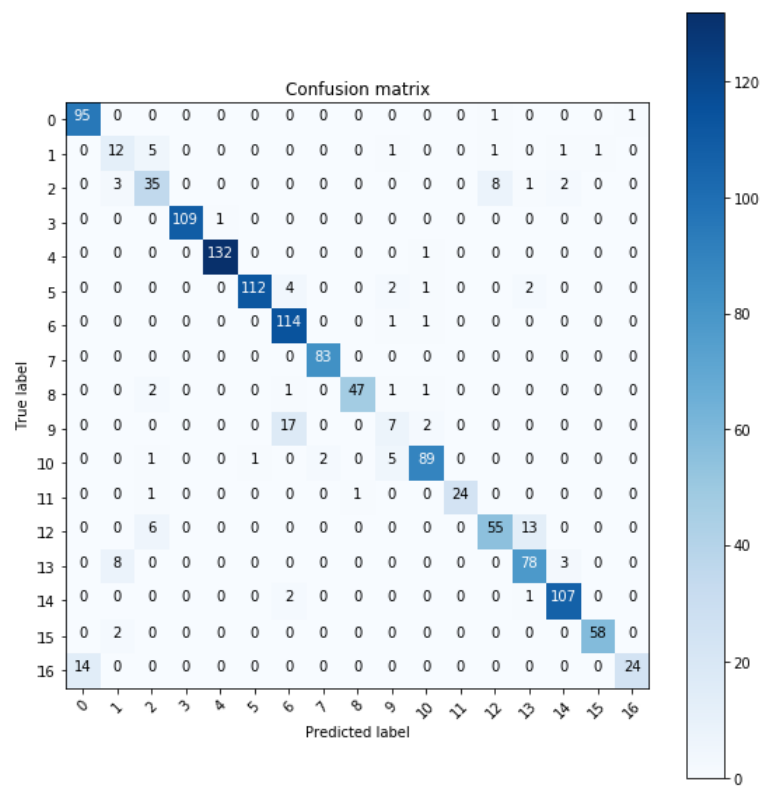 Confusion matrix
0 95 0 0 0 0 0 0 0 0 0 0 0 1 0 0 0 1
1 0 12 5 0 0 0 0 0 0 1 0 0 1 0 1 1 0
2 0 3 35 0 0 0 0 0 0 0 0 0 8 1 2 0 0
3 0 0 0 109 1 0 0 0 0 0 0 0 0 0 0 0 0
4 0 0 0 0 132 0 0 0 0 0 1 0 0 0 0 0 0
5 0 0 0 0 0 112 4 0 0 2 1 0 0 2 0 0 0
6 0 0 0 0 0 0 114 0 0 1 1 0 0 0 0 0 0
7 0 0 0 0 0 0 0 83 0 0 0 0 0 0 0 0 0
8 0 0 2 0 0 0 1 0 47 1 1 0 0 0 0 0 0
9 0 0 0 0 0 0 17 0 0 7 2 0 0 0 0 0 0
10 0 0 1 0 0 1 0 2 0 5 89 0 0 0 0 0 0
11 0 0 1 0 0 0 0 0 1 0 0 24 0 0 0 0 0
12 0 0 6 0 0 0 0 0 0 0 0 0 55 13 0 0 0
13 0 8 0 0 0 0 0 0 0 0 0 0 0 78 3 0 0
14 0 0 0 0 0 0 2 0 0 0 0 0 0 1 107 0 0
15 0 2 0 0 0 0 0 0 0 0 0 0 0 0 0 58 0
16 14 0 0 0 0 0 0 0 0 0 0 0 0 0 0 0 24
0 1 2 3 4 5 6 7 8 9 10 11 12 13 14 15 16
Predicted label
True label
120
100
80
60
40
20
0